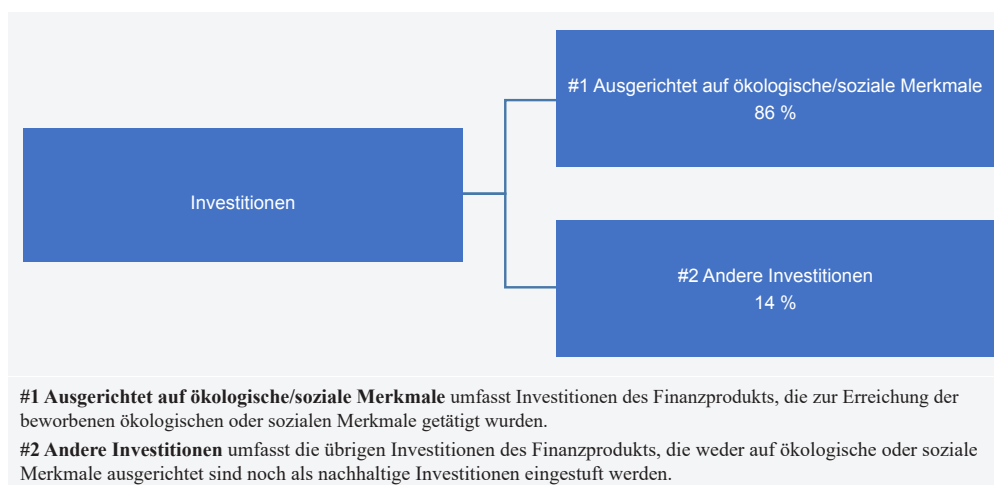 #1 Ausgerichtet auf ökologische/soziale Merkmale
86 %
Investitionen
#2 Andere Investitionen
14 %
#1 Ausgerichtet auf ökologische/soziale Merkmale umfasst Investitionen des Finanzprodukts, die zur Erreichung der
beworbenen ökologischen oder sozialen Merkmale getätigt wurden.
#2 Andere Investitionen umfasst die übrigen Investitionen des Finanzprodukts, die weder auf ökologische oder soziale
Merkmale ausgerichtet sind noch als nachhaltige Investitionen eingestuft werden.